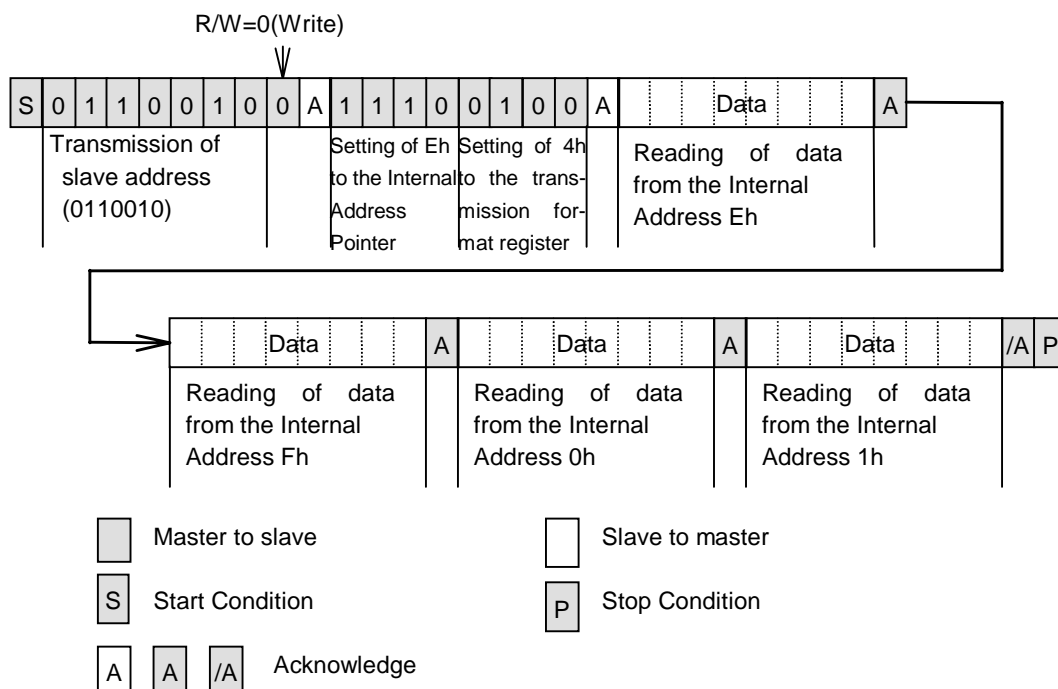 R/W=0(Write)
S 0 1 1 0 0 1 0 0 A 1 1 1 0 0 1 0 0 A Data A
Transmission of
slave address
(0110010)
Setting of Eh
to the Internal
Address
Pointer
Setting of 4h
to the trans-
mission for-
mat register
Reading of data
from the Internal
Address Eh
Data A Data A Data /A P
Reading of data
from the Internal
Address Fh
Reading of data
from the Internal
Address 0h
Reading of data
from the Internal
Address 1h
Master to slave
Slave to master
S Start Condition
P Stop Condition
A A /A Acknowledge